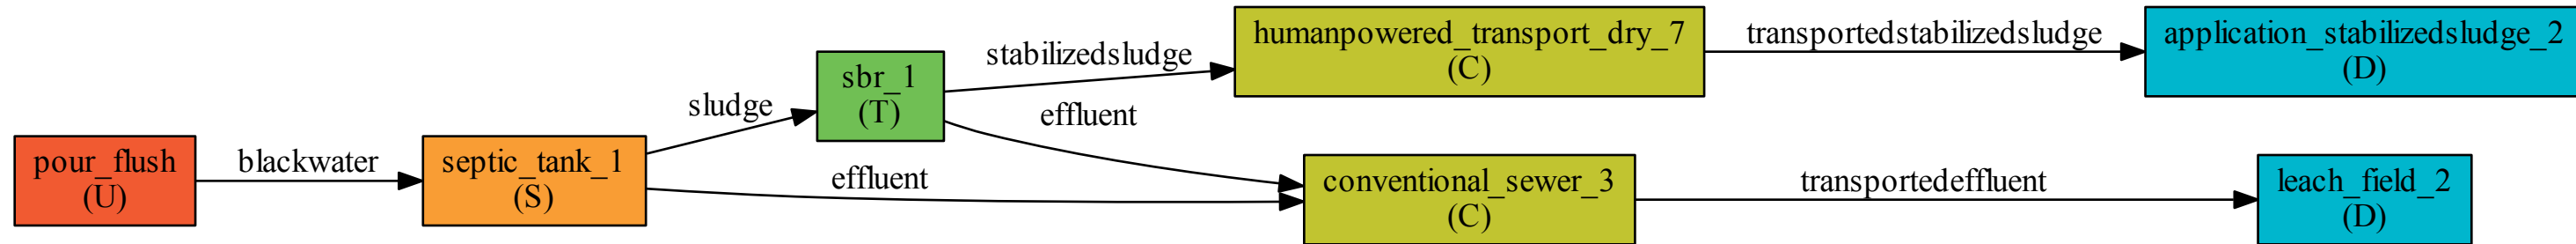 pour_flush
(U)
blackwater
septic_tank_1
(S)
sludge
effluent
sbr_1
(T)
stabilizedsludge
effluent
humanpowered_transport_dry_7
(C)
conventional_sewer_3
(C)
transportedstabilizedsludge
transportedeffluent
application_stabilizedsludge_2
(D)
leach_field_2
(D)